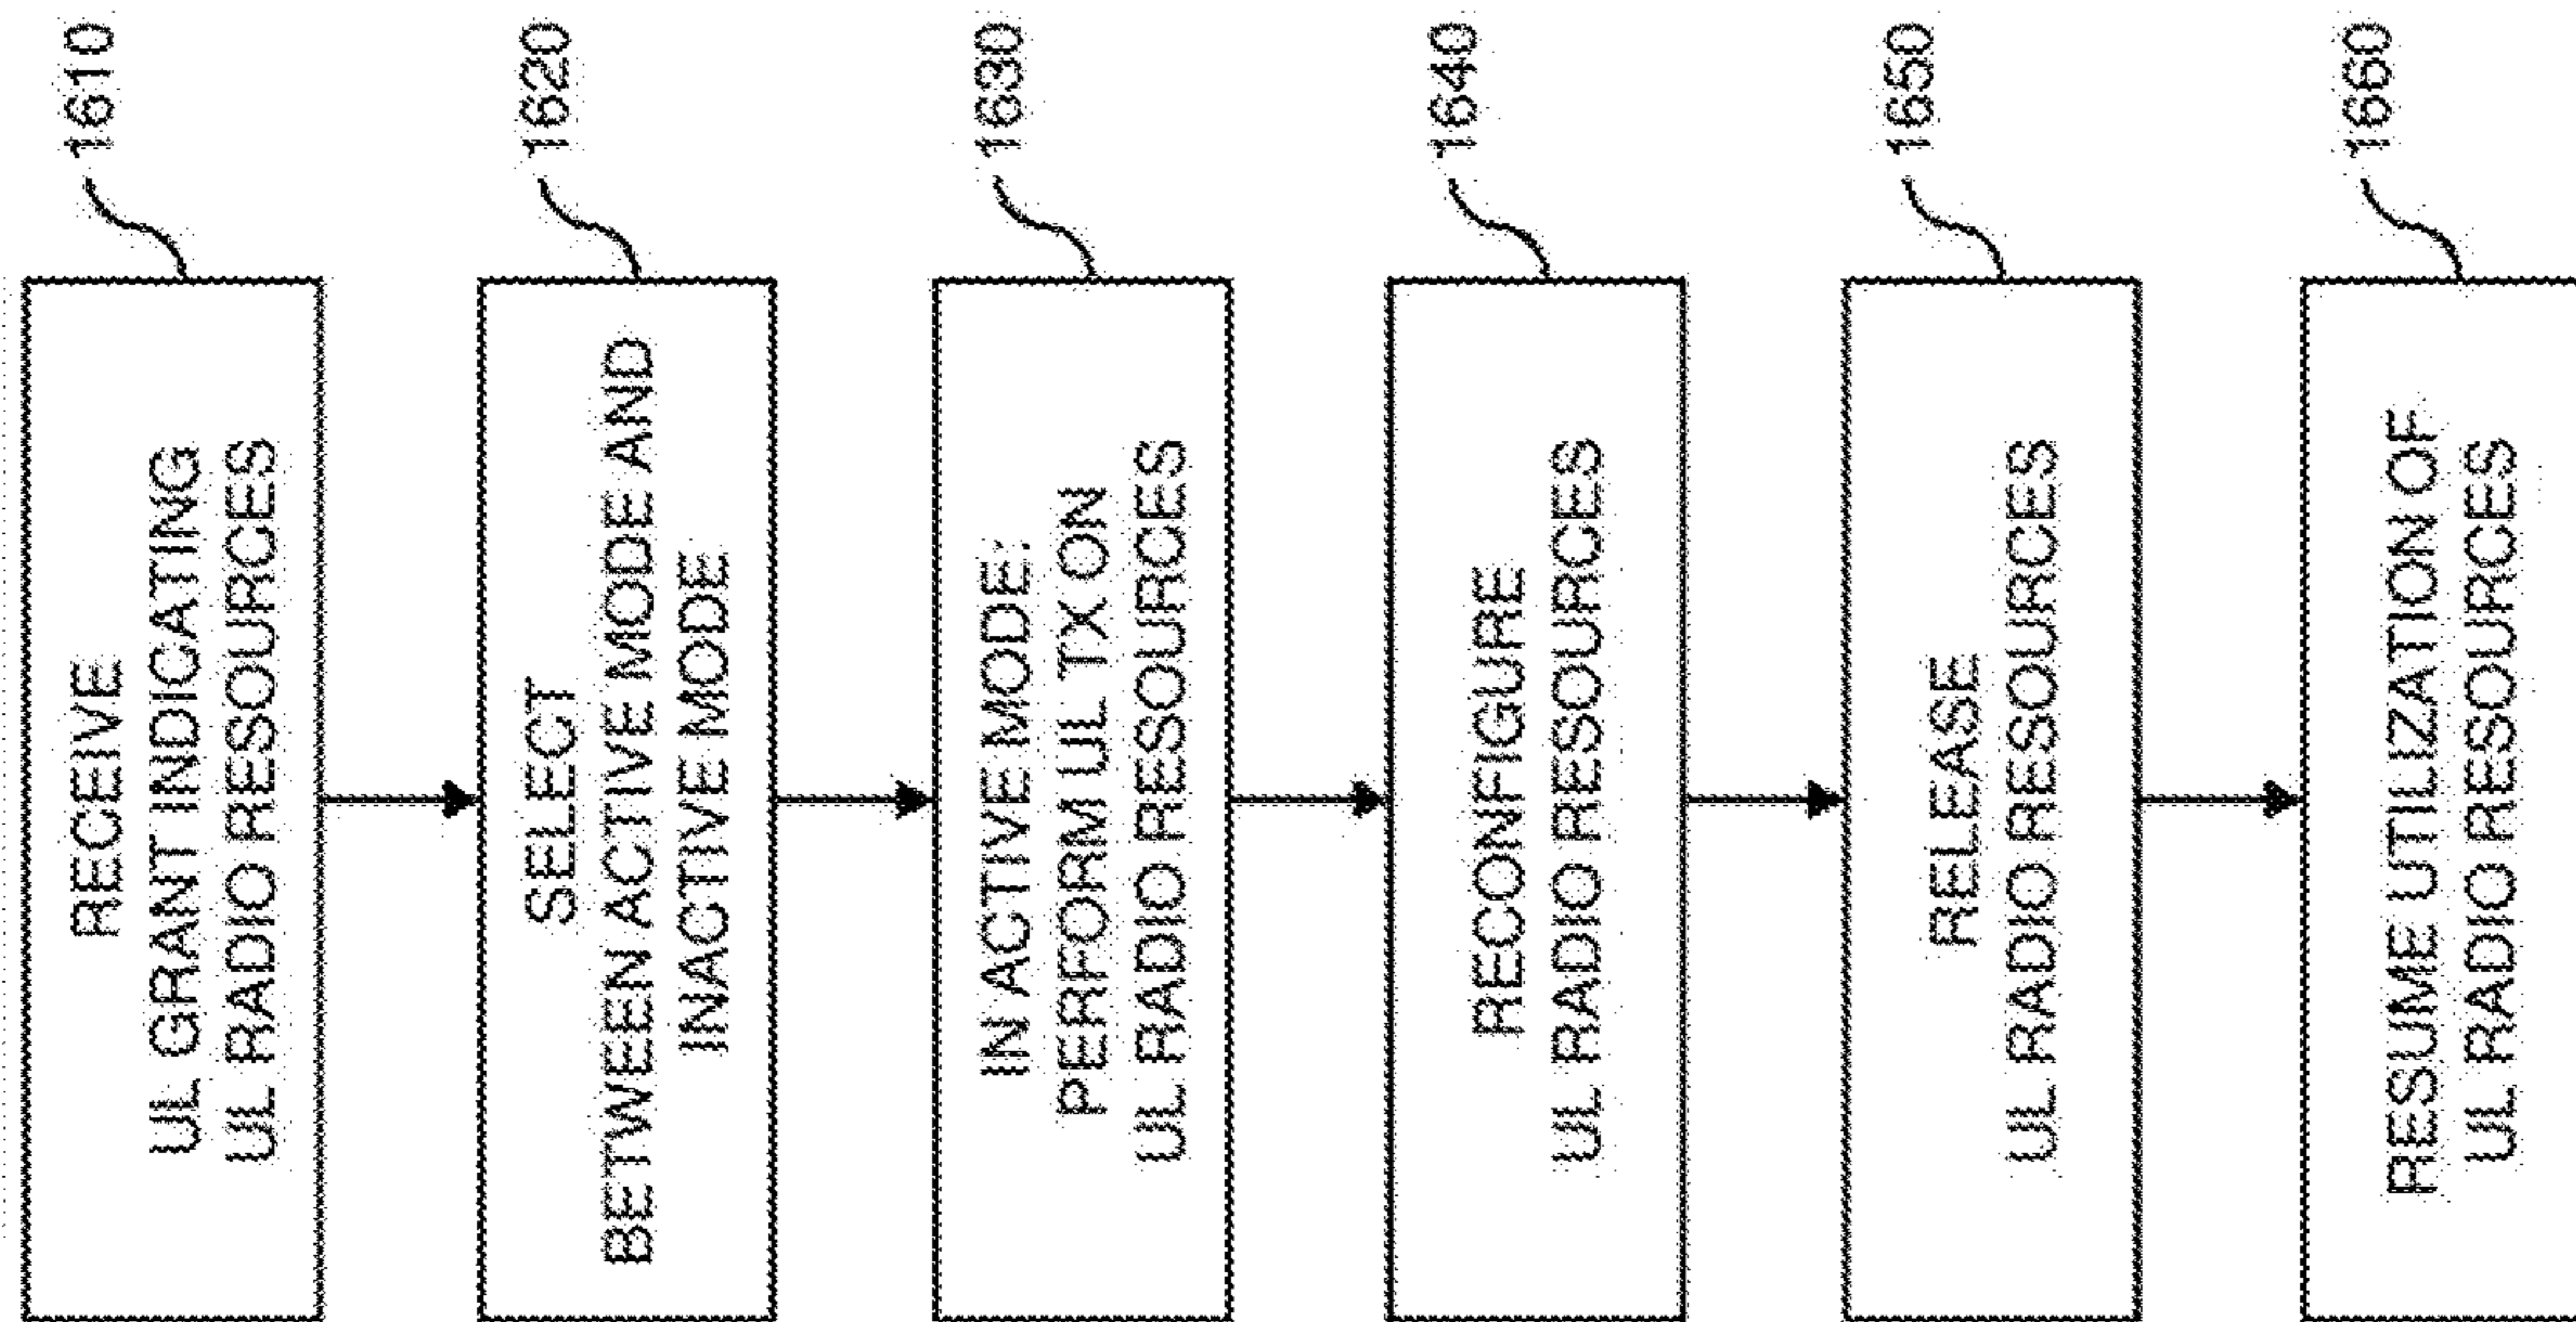 1610
RECEIVE
UL GRANT INDICATING
UL RADIO RESOURCES
1620
SELECT
BETWEEN ACTIVE MODE AND
INACTIVE MODE
1630
IN ACTIVE MODE:
PERFORM UL TX ON
UL RADIO RESOURCES
1640
RECONFIGURE
UL RADIO RESOURCES
1650
RELEASE
UL RADIO RESOURCES
1660
RESUME UTILIZATION OF
UL RADIO RESOURCES